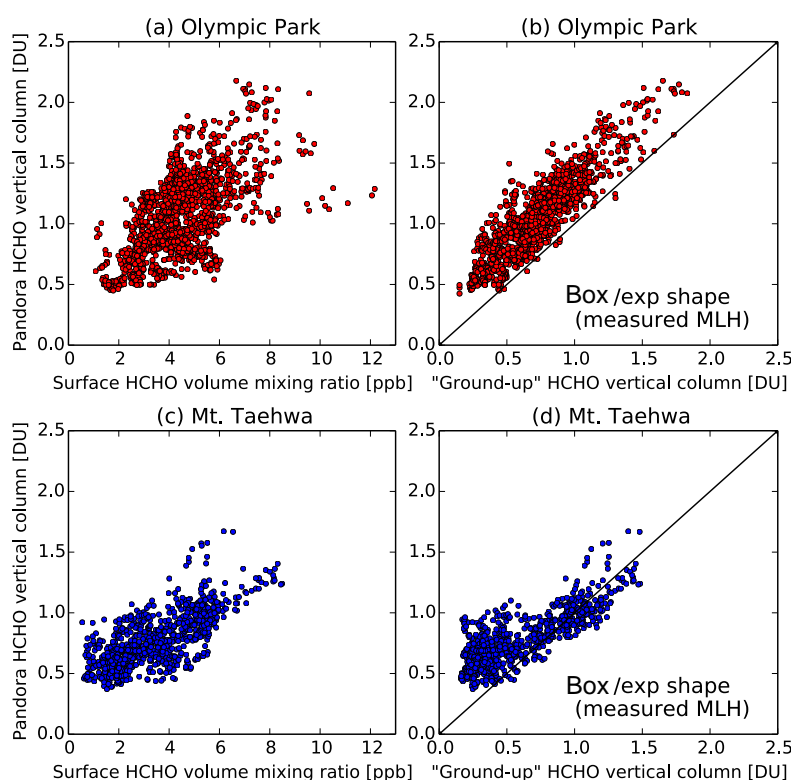 (a) Olympic Park
Pandora HCHO vertical column [DU]
2.5
2.0
1.5
1.0
0.5
0.0
0 2 4 6 8 10 12
Surface HCHO volume mixing ratio [ppb]
(b) Olympic Park
2.5
2.0
1.5
1.0
0.5
0.0
Box /exp shape
(measured MLH)
0.0 0.5 1.0 1.5 2.0 2.5
"Ground-up" HCHO vertical column [DU]
(c) Mt. Taehwa
Pandora HCHO vertical column [DU]
2.5
2.0
1.5
1.0
0.5
0.0
0 2 4 6 8 10 12
Surface HCHO volume mixing ratio [ppb]
(d) Mt. Taehwa
2.5
2.0
1.5
1.0
0.5
0.0
Box /exp shape
(measured MLH)
0.0 0.5 1.0 1.5 2.0 2.5
"Ground-up" HCHO vertical column [DU]